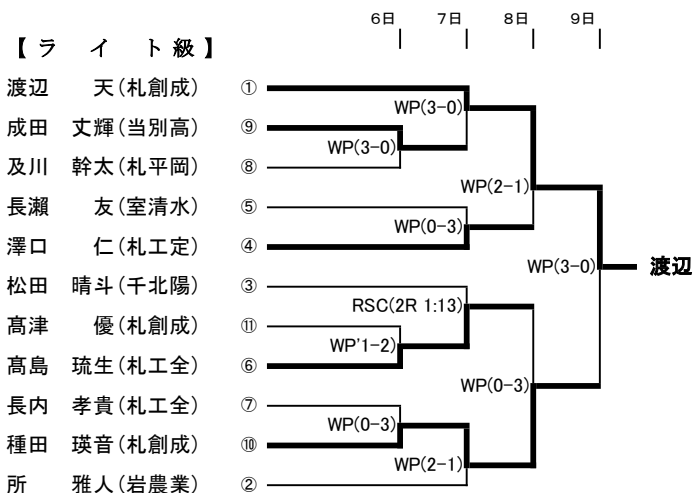 6日 7日 8日 9日
【ライト級】
渡辺 天(札創成) ①
WP(3-0)
成田 丈輝(当別高) ⑨
WP(3-0)
及川 幹太(札平岡) ⑧
WP(2-1)
長瀬 友(室清水) ⑤
WP(0-3)
澤口 仁(札工定) ④
WP(3-0) 渡辺
松田 晴斗(千北陽) ③
RSC(2R 1:13)
髙津 優(札創成) ⑪
WP'1-2)
髙島 琉生(札工全) ⑥
WP(0-3)
長内 孝貴(札工全) ⑦
WP(0-3)
種田 瑛音(札創成) ⑩
WP(2-1)
所 雅人(岩農業) ②